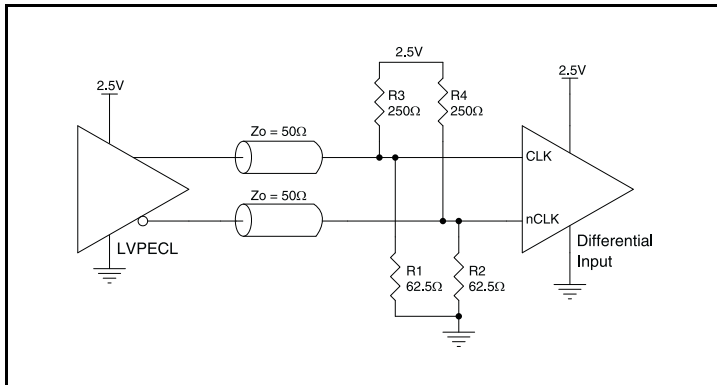 2.5V
2.5V
2.5V
R3
250Ω
R4
250Ω
Zo = 50Ω
CLK
Zo = 50Ω
nCLK
LVPECL
Differential
Input
R1
62.5Ω
R2
62.5Ω